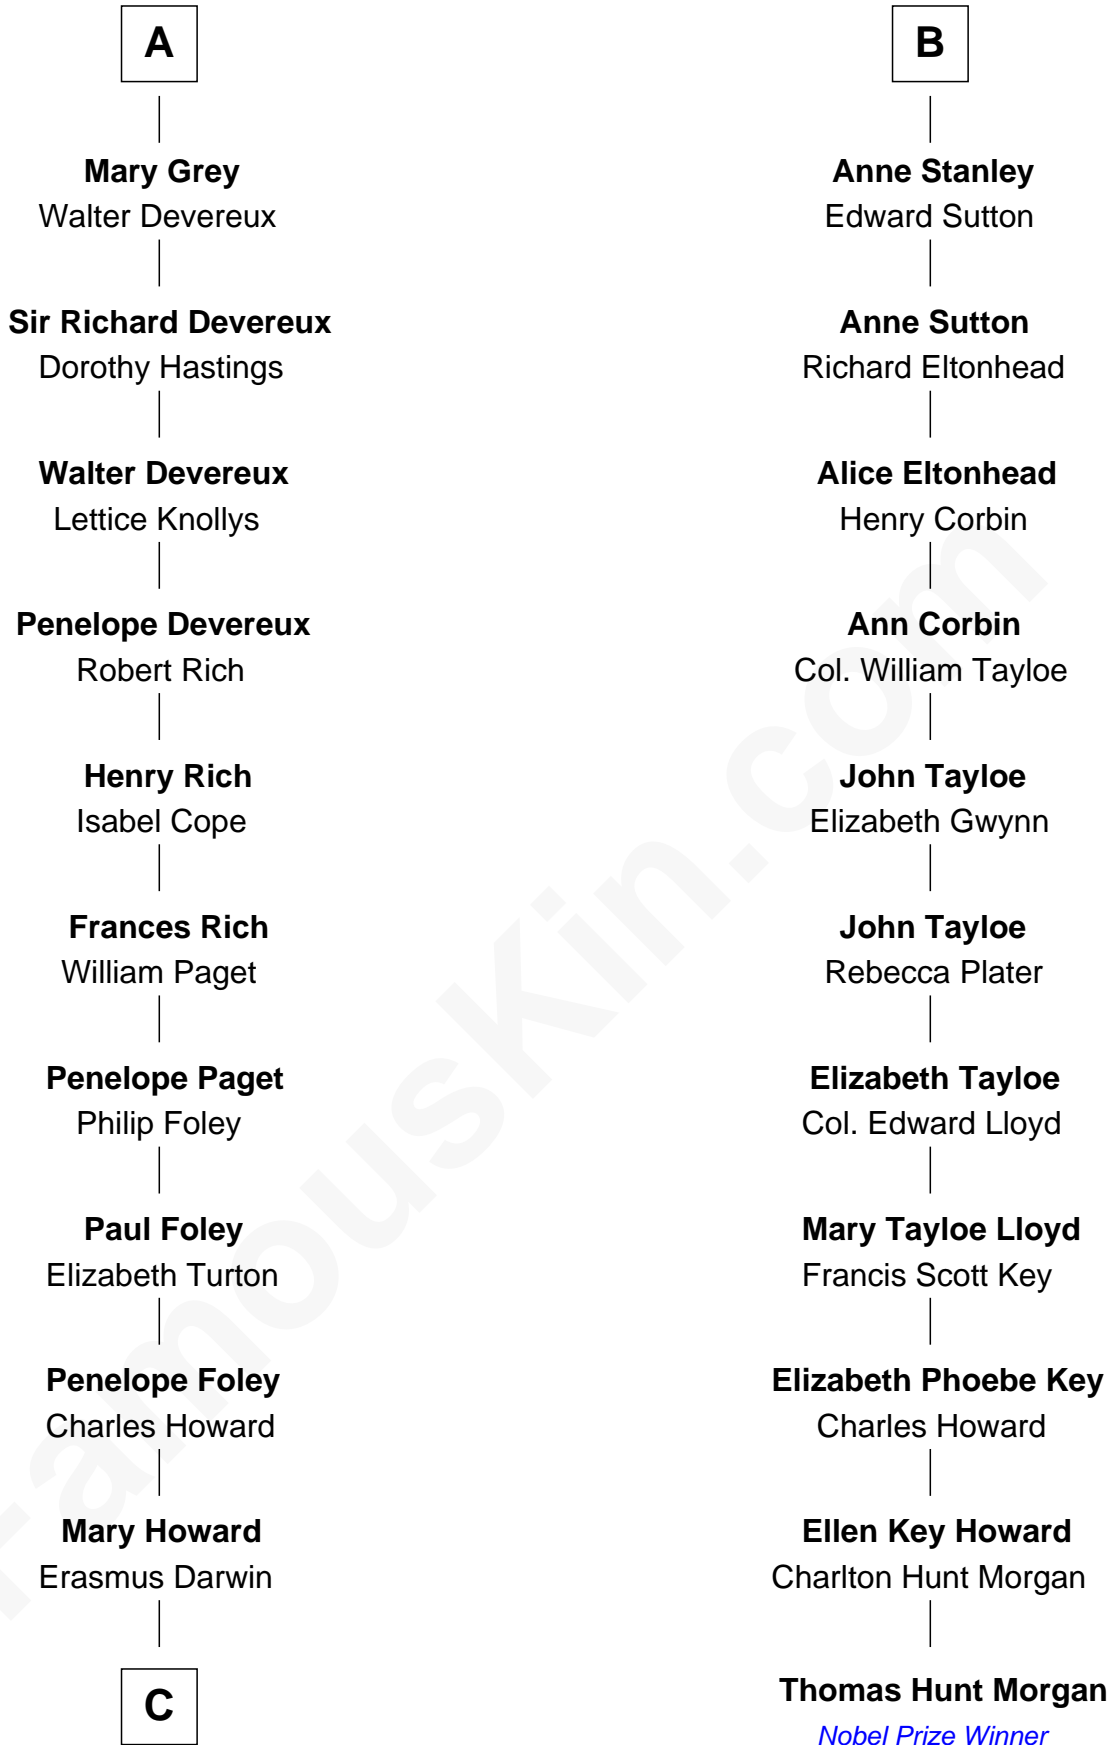 A
Mary Grey
Walter Devereux
Sir Richard Devereux
Dorothy Hastings
Walter Devereux
Lettice Knollys
Penelope Devereux
Robert Rich
Henry Rich
Isabel Cope
Frances Rich
William Paget
Penelope Paget
Philip Foley
Paul Foley
Elizabeth Turton
Penelope Foley
Charles Howard
Mary Howard
Erasmus Darwin
C
B
Anne Stanley
Edward Sutton
Anne Sutton
Richard Eltonhead
Alice Eltonhead
Henry Corbin
Ann Corbin
Col. William Tayloe
John Tayloe
Elizabeth Gwynn
John Tayloe
Rebecca Plater
Elizabeth Tayloe
Col. Edward Lloyd
Mary Tayloe Lloyd
Francis Scott Key
Elizabeth Phoebe Key
Charles Howard
Ellen Key Howard
Charlton Hunt Morgan
Thomas Hunt Morgan
Nobel Prize Winner
FamousKin.com